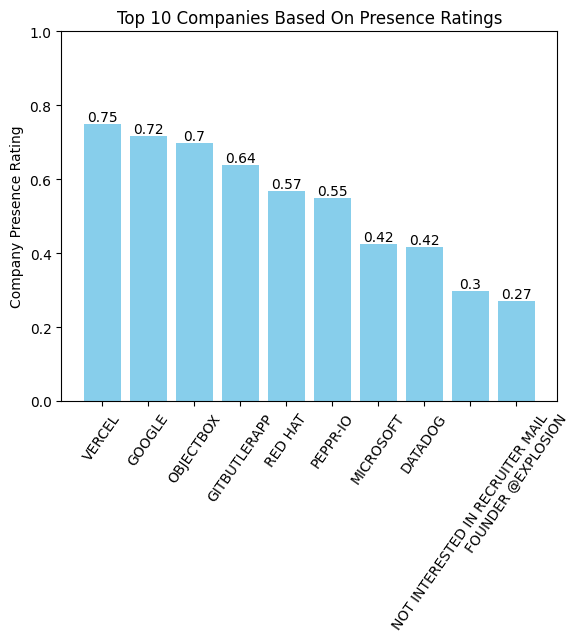 Top 10 Companies Based On Presence Ratings
Company Presence Rating
1.0
0.8
0.6
0.4
0.2
0.0
0.75
0.72
0.7
0.64
0.57
0.55
0.42
0.42
0.3
0.27
VERCEL
GOOGLE
OBJECTBOX
GITBUTLERAPP
RED HAT
PEPPR-IO
MICROSOFT
DATADOG
NOT INTERESTED IN RECRUITER MAIL
FOUNDER @EXPLOSION